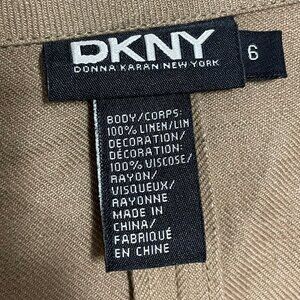 DKNY
DONNA KARAN NEW YORK
6
BODY/CORPS:
100% LINEN/LIN
DECORATION/
DÉCORATION:
100% VISCOSE/
RAYON/
VISQUEUX/
RAYONNE
MADE IN
CHINA/
FABRIQUÉ
EN CHINE